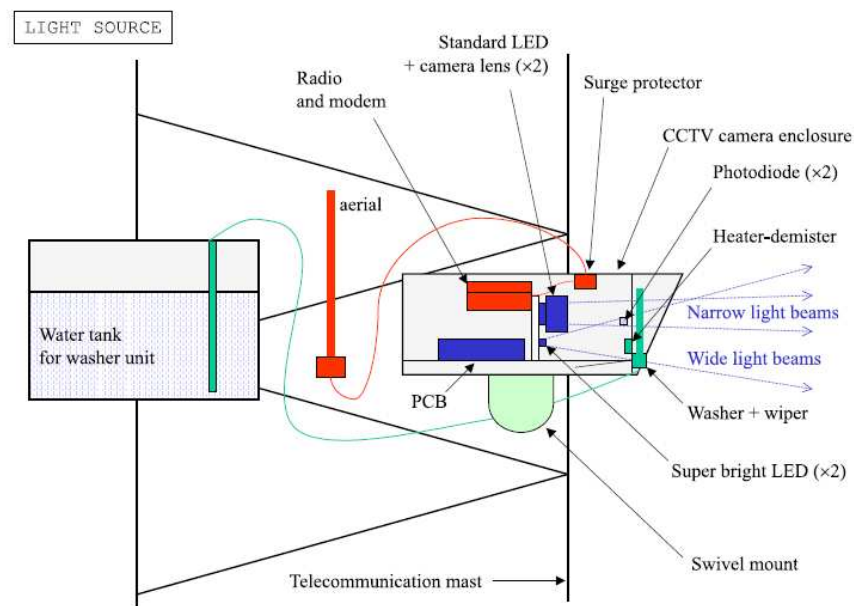 LIGHT SOURCE
Standard LED
+ camera lens (×2)
Radio
and modem
Surge protector
CCTV camera enclosure
Photodiode (×2)
aerial
Heater-demister
Narrow light beams
Water tank
for washer unit
Wide light beams
PCB
Washer + wiper
Super bright LED (×2)
Swivel mount
Telecommunication mast